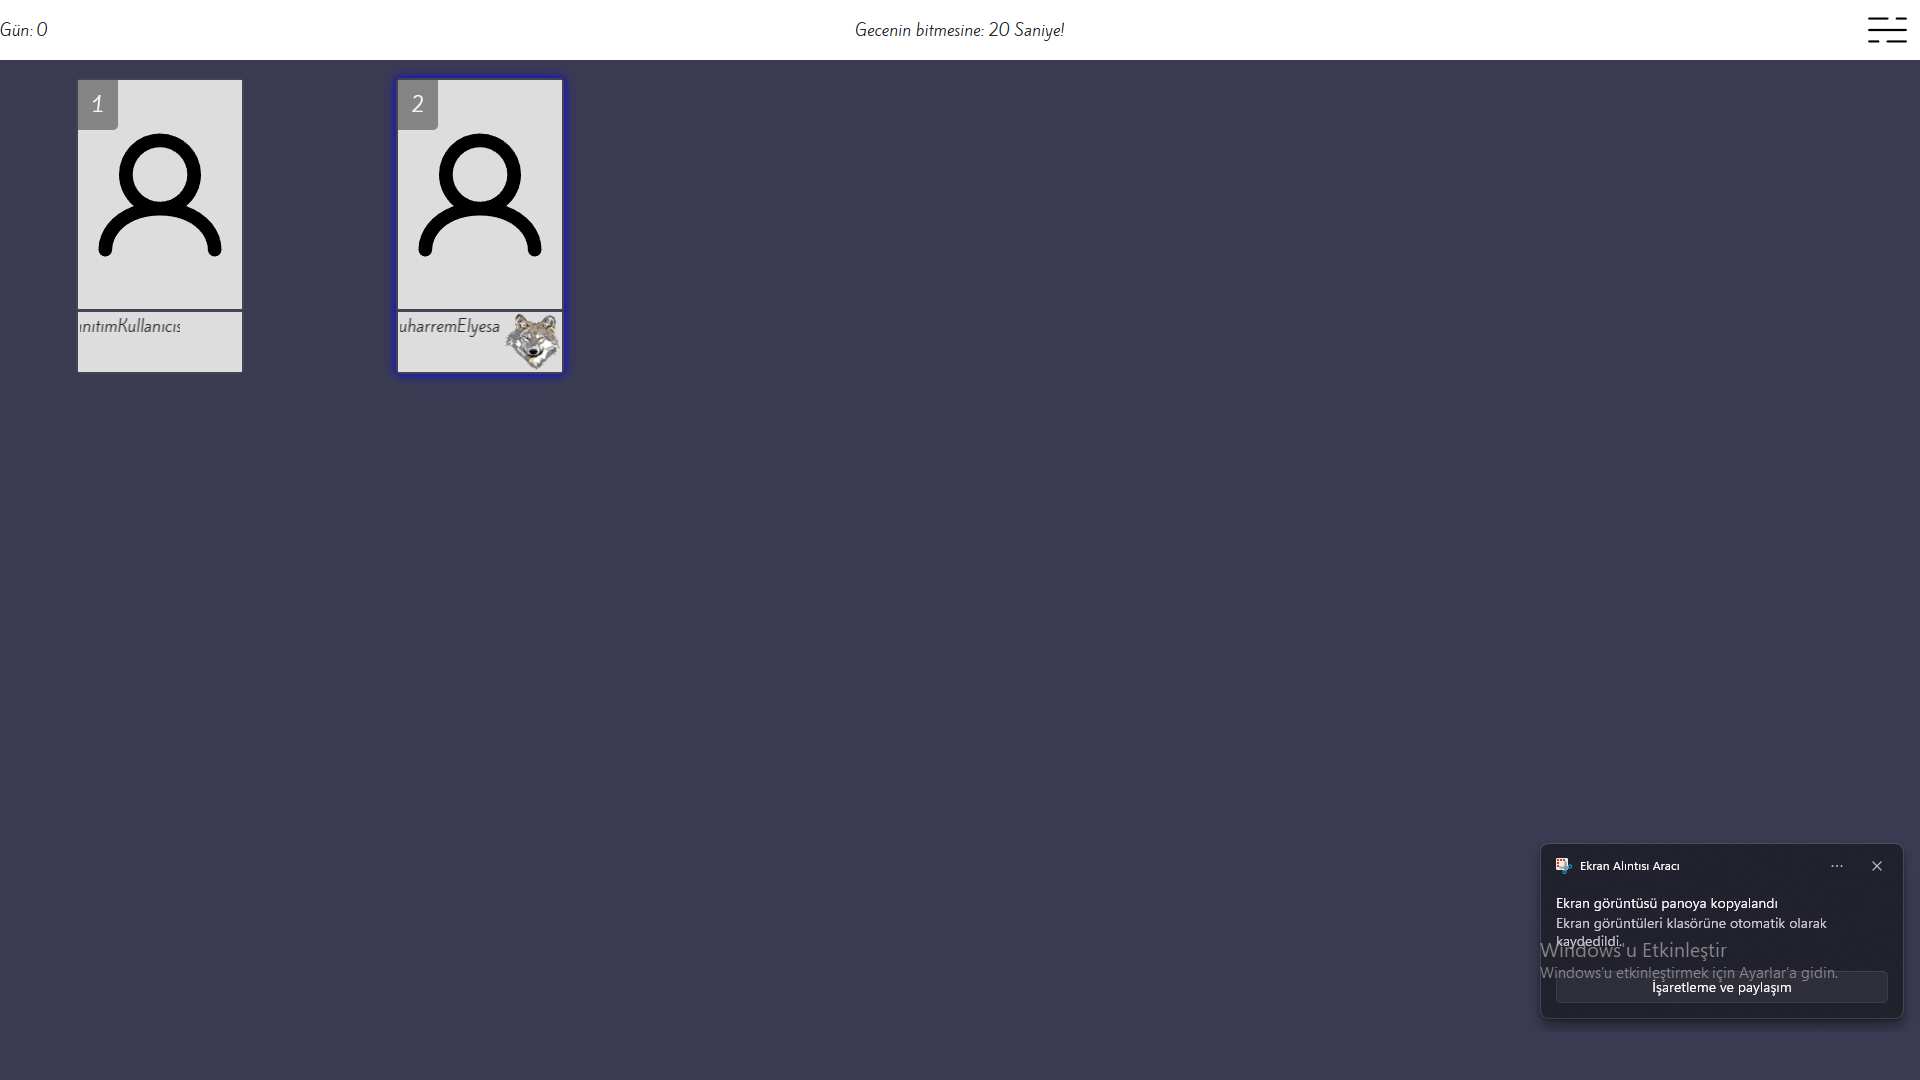 Gün: 0
Gecenin bitmesine: 20 Saniye!
1
2
nıtımKullanıcıs
uharremElyesa
Ekran Alıntısı Aracı
Ekran görüntüsü panoya kopyalandı
Ekran görüntüleri klasörüne otomatik olarak
kaydedildi.
Windows'u Etkinleştir
Windows'u etkinleştirmek için Ayarlar'a gidin.
İşaretleme ve paylaşım